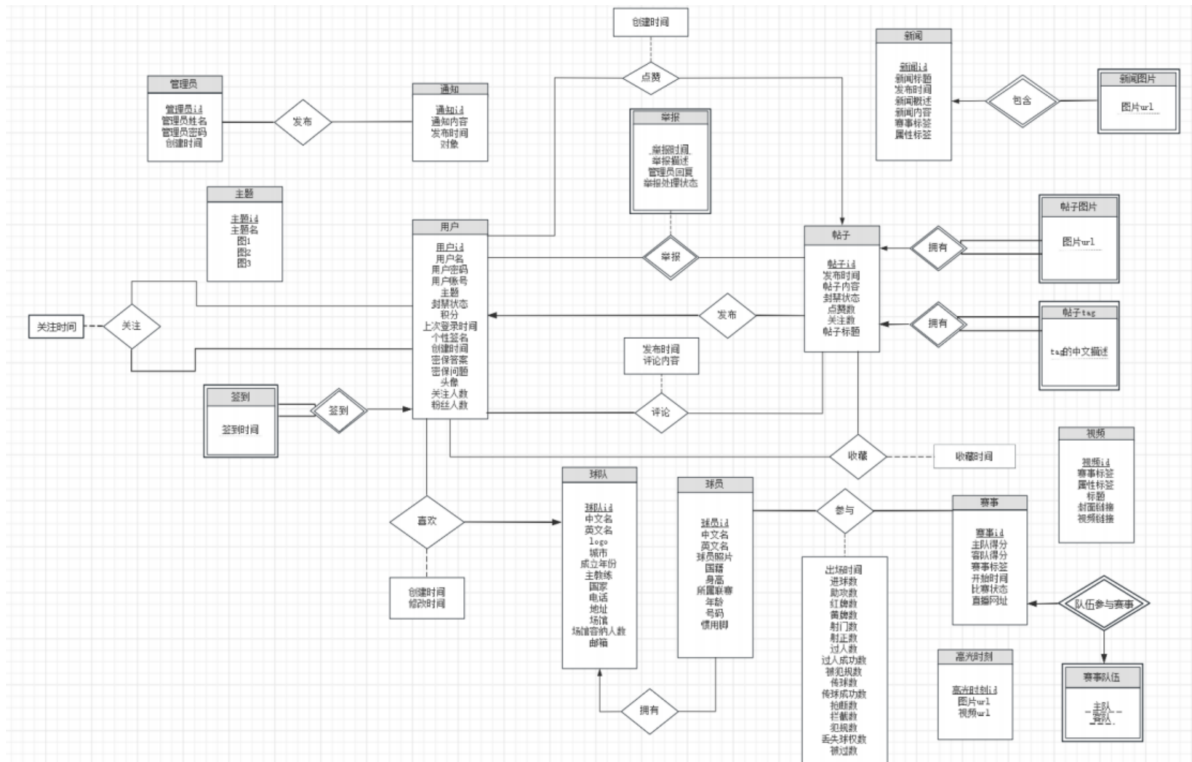 创建时间
点赞
新闻
新闻id
新闻标题
发布时间
新闻概述
新闻内容
赛事标签
属性标签
包含
新闻图片
图片url
管理员
管理员id
管理员姓名
管理员密码
创建时间
发布
通知
通知id
通知内容
发布时间
对象
举报
举报时间
举报描述
管理员回复
举报处理状态
举报
主题
主题id
主题名
图1
图2
图3
用户
用户id
用户名
用户密码
用户账号
主题
封禁状态
积分
上次登录时间
个性签名
创建时间
密保答案
密保问题
头像
关注人数
粉丝人数
帖子
帖子id
发布时间
帖子内容
封禁状态
点赞数
关注数
帖子标题
拥有
帖子图片
图片url
拥有
帖子tag
tag的中文描述
关注时间
关注
发布
发布时间
评论内容
评论
签到
签到时间
签到
收藏
收藏时间
视频
视频id
赛事标签
属性标签
标题
封面链接
视频链接
喜欢
创建时间
修改时间
球队
球队id
中文名
英文名
logo
城市
成立年份
主教练
国家
电话
地址
场馆
场馆容纳人数
邮箱
球员
球员id
中文名
英文名
球员照片
国籍
身高
所属联赛
年龄
号码
惯用脚
拥有
参与
出场时间
进球数
助攻数
红牌数
黄牌数
射门数
射正数
过人数
过人成功数
被犯规数
传球数
传球成功数
抢断数
拦截数
犯规数
丢失球权数
被过数
赛事
赛事id
主队得分
客队得分
赛事标签
开始时间
比赛状态
直播网址
队伍参与赛事
高光时刻
高光时刻id
图片url
视频url
赛事队伍
主队
客队